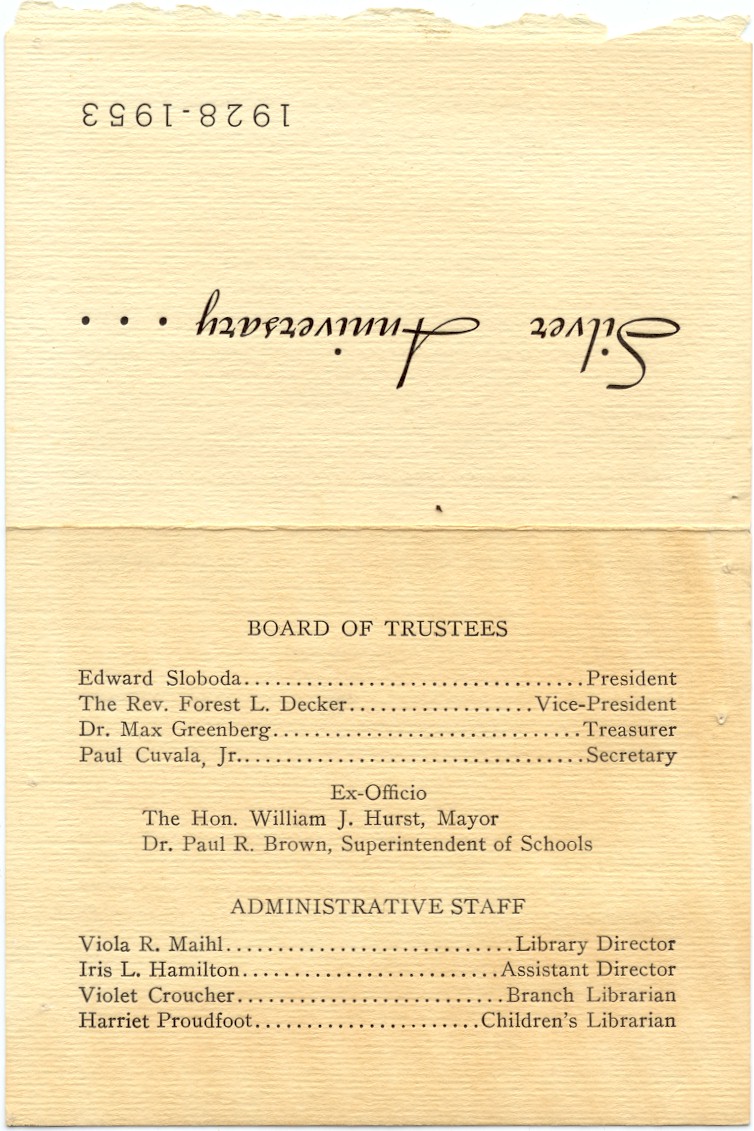 Silver Anniversary . . .
1928-1953
BOARD OF TRUSTEES
Edward Sloboda.................................President
The Rev. Forest L. Decker..................Vice-President
Dr. Max Greenberg..............................Treasurer
Paul Cuvala, Jr..................................Secretary
Ex-Officio
The Hon. William J. Hurst, Mayor
Dr. Paul R. Brown, Superintendent of Schools
ADMINISTRATIVE STAFF
Viola R. Maihl............................Library Director
Iris L. Hamilton.........................Assistant Director
Violet Croucher..........................Branch Librarian
Harriet Proudfoot......................Children's Librarian